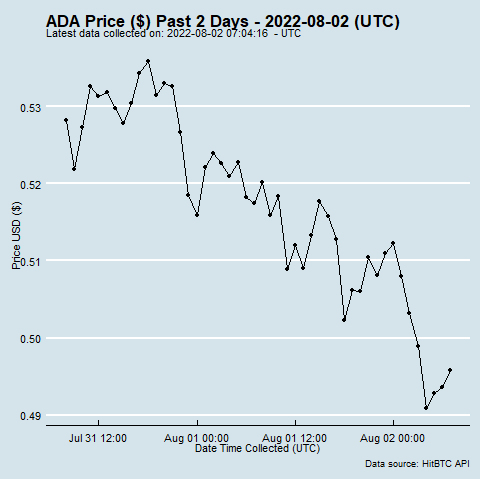 ADA Price ($) Past 2 Days - 2022-08-02 (UTC)
Latest data collected on: 2022-08-02 07:04:16 - UTC
0.53
0.52
0.51
0.50
0.49
Price USD ($)
Jul 31 12:00 Aug 01 00:00 Aug 01 12:00 Aug 02 00:00
Date Time Collected (UTC)
Data source: HitBTC API